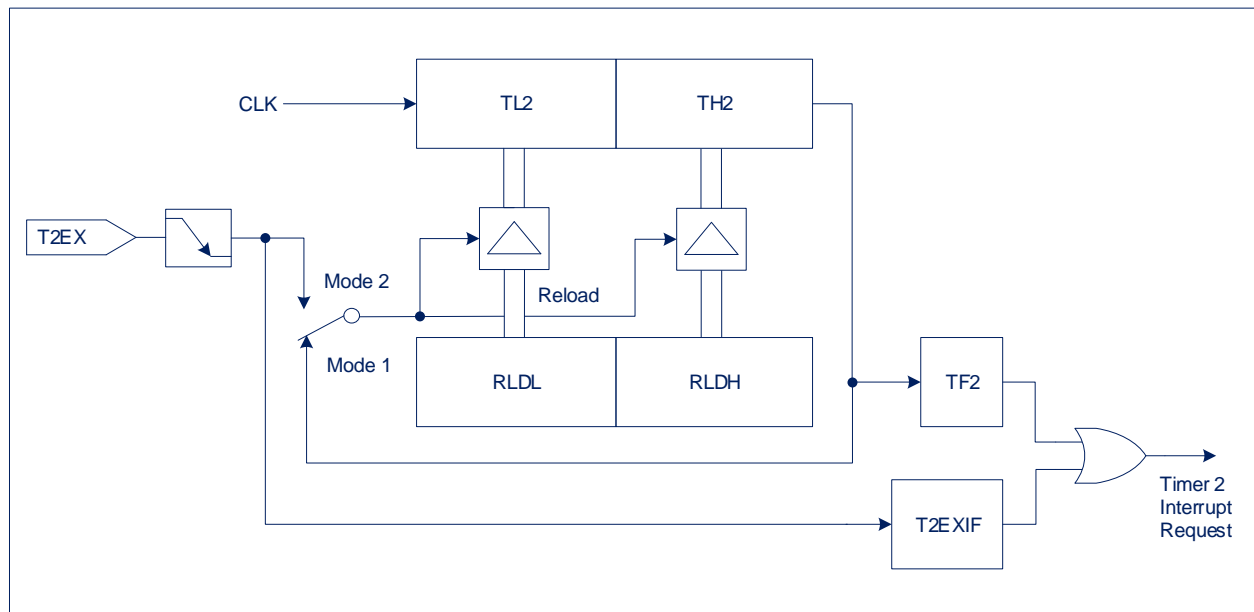 CLK
TL2
TH2
T2EX
Mode 2
Reload
Mode 1
RLDL
RLDH
TF2
T2EXIF
Timer 2
Interrupt
Request